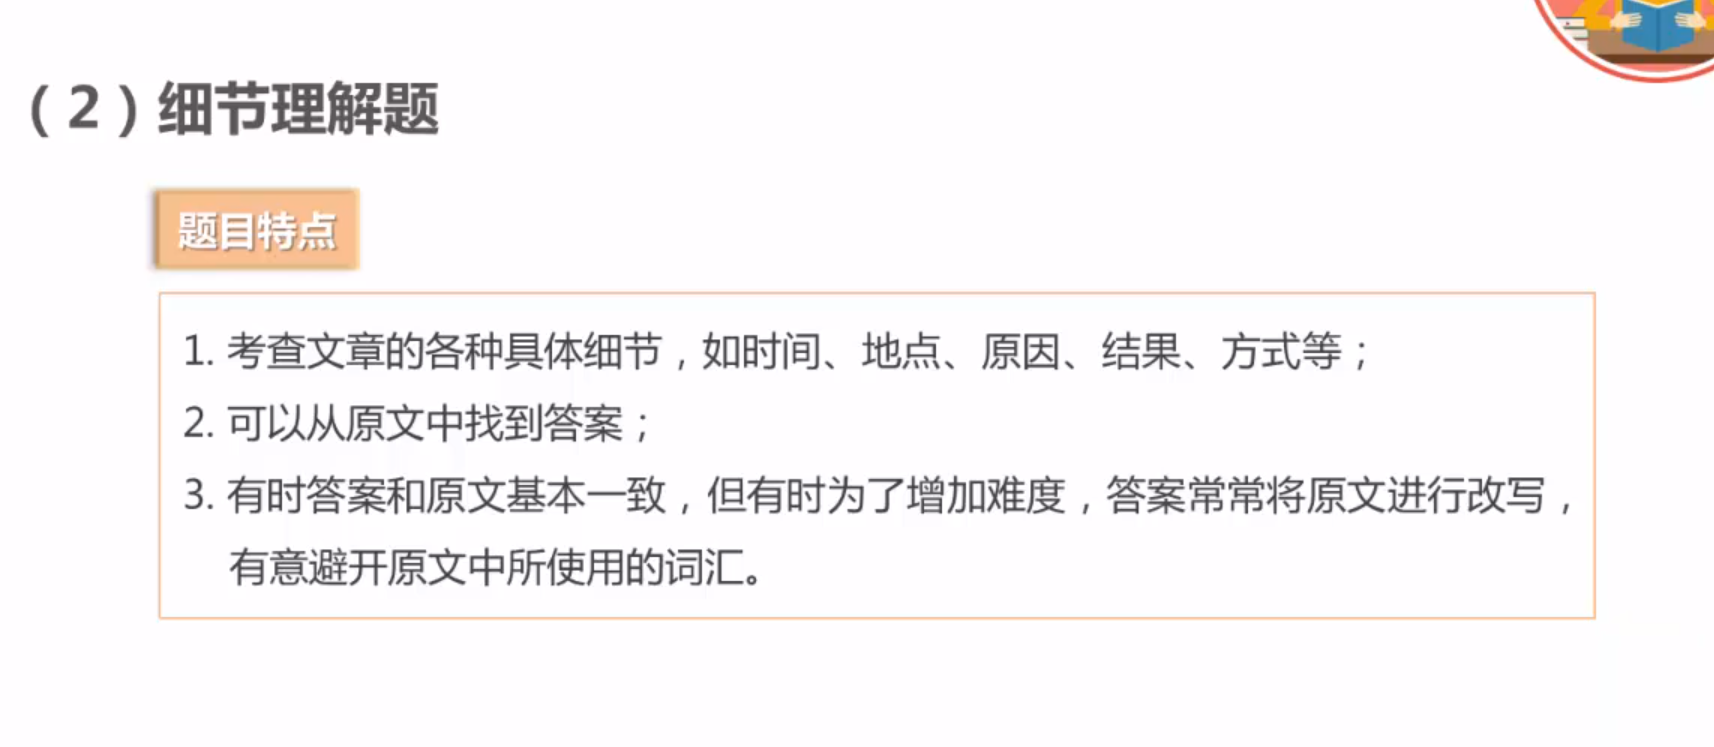 （2）细节理解题
题目特点
1. 考查文章的各种具体细节，如时间、地点、原因、结果、方式等；
2. 可以从原文中找到答案；
3. 有时答案和原文基本一致，但有时为了增加难度，答案常常将原文进行改写，
有意避开原文中所使用的词汇。